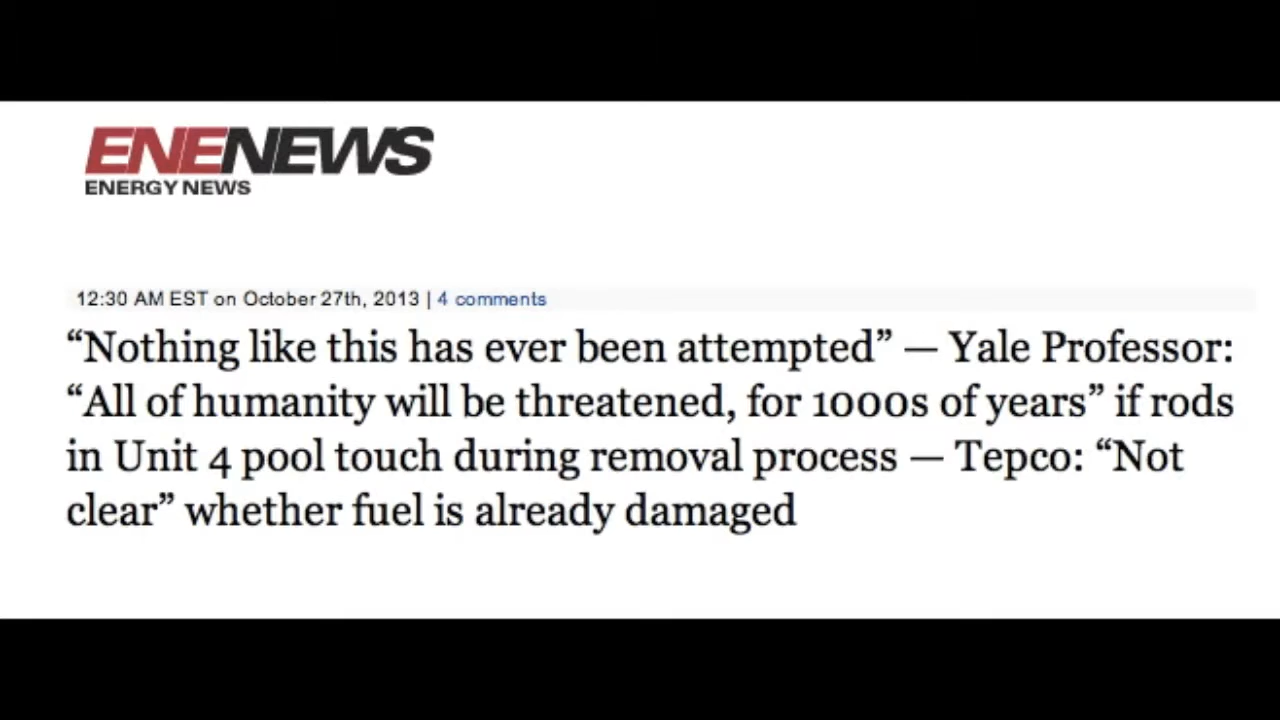 ENENEWS
ENERGY NEWS
12:30 AM EST on October 27th, 2013 | 4 comments
“Nothing like this has ever been attempted” — Yale Professor:
“All of humanity will be threatened, for 1000s of years” if rods
in Unit 4 pool touch during removal process — Tepco: “Not
clear” whether fuel is already damaged